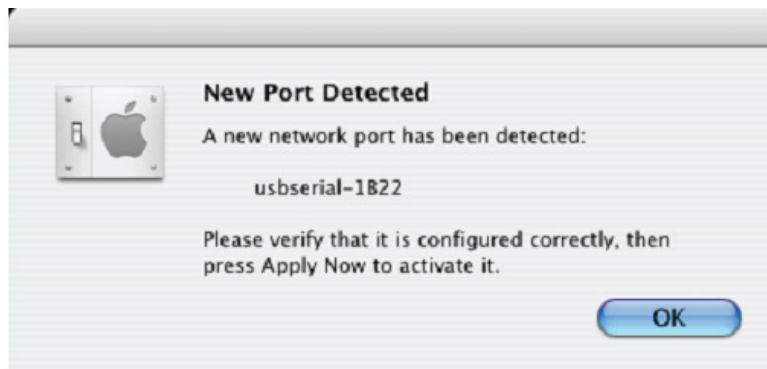 New Port Detected
A new network port has been detected:
usbserial-1B22
Please verify that it is configured correctly, then
press Apply Now to activate it.
OK